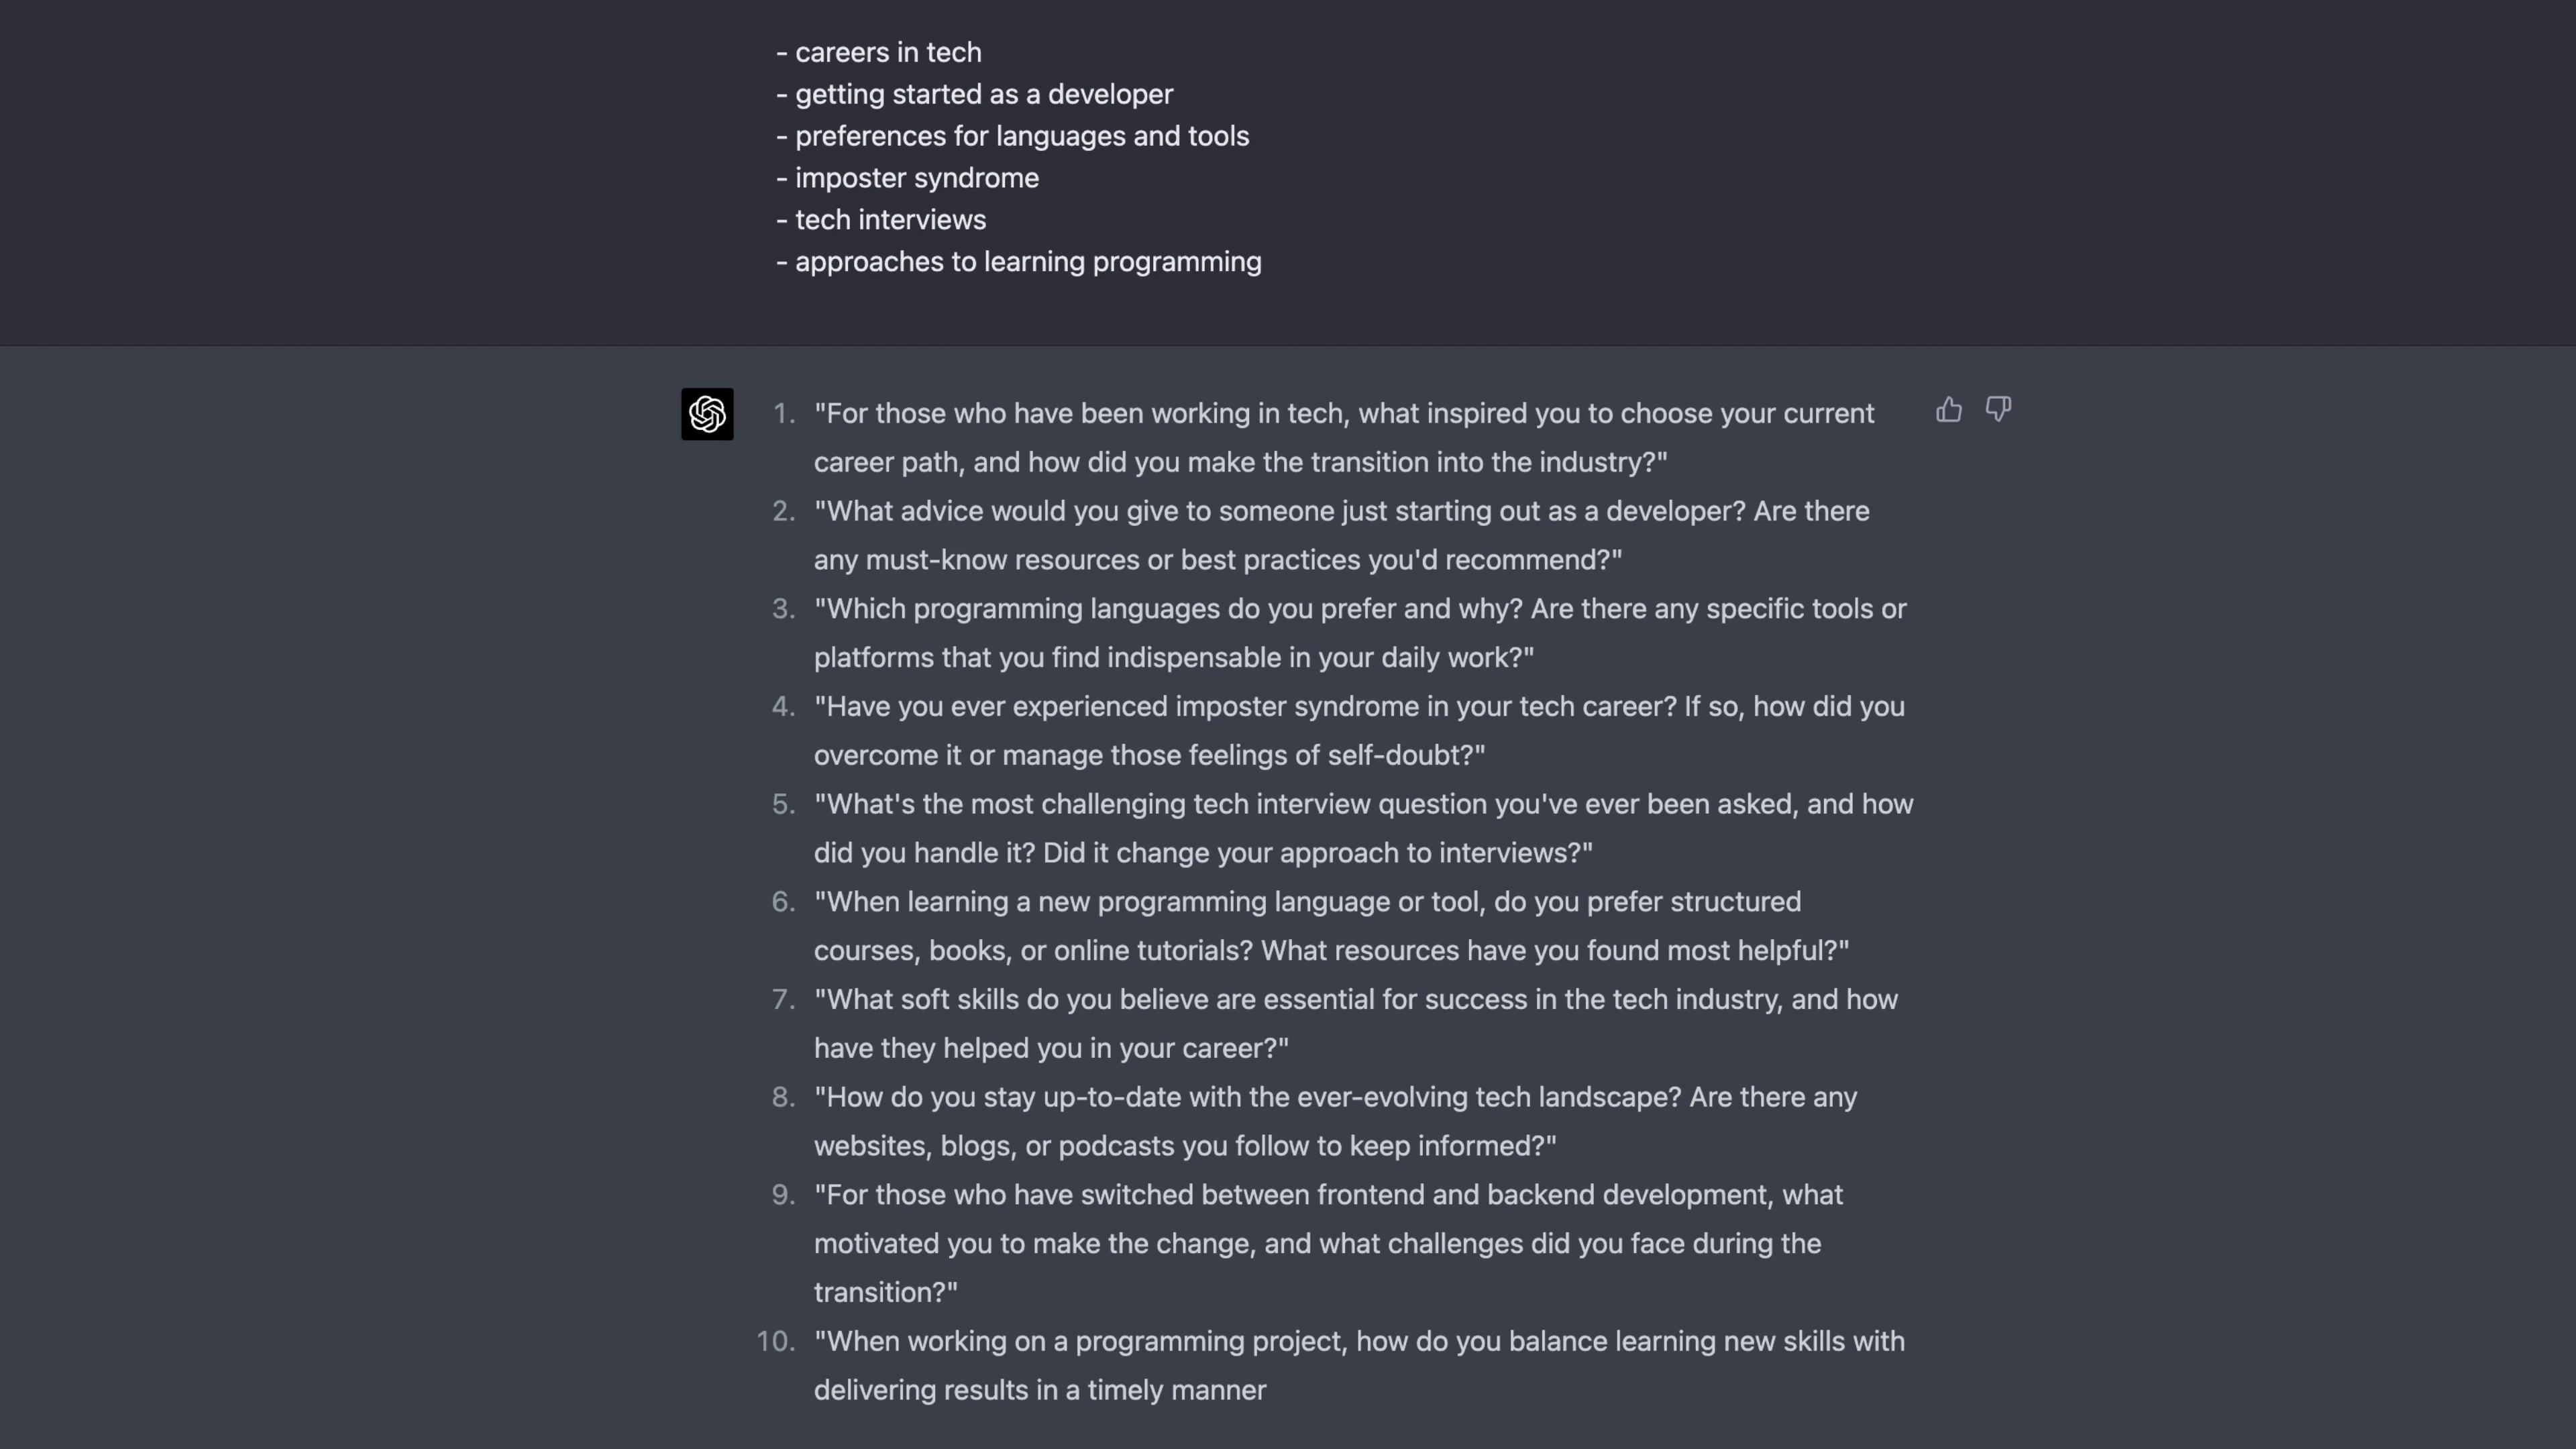 - careers in tech
- getting started as a developer
- preferences for languages and tools
- imposter syndrome
- tech interviews
- approaches to learning programming
1. "For those who have been working in tech, what inspired you to choose your current
career path, and how did you make the transition into the industry?"
2. "What advice would you give to someone just starting out as a developer? Are there
any must-know resources or best practices you'd recommend?"
3. "Which programming languages do you prefer and why? Are there any specific tools or
platforms that you find indispensable in your daily work?"
4. "Have you ever experienced imposter syndrome in your tech career? If so, how did you
overcome it or manage those feelings of self-doubt?"
5. "What's the most challenging tech interview question you've ever been asked, and how
did you handle it? Did it change your approach to interviews?"
6. "When learning a new programming language or tool, do you prefer structured
courses, books, or online tutorials? What resources have you found most helpful?"
7. "What soft skills do you believe are essential for success in the tech industry, and how
have they helped you in your career?"
8. "How do you stay up-to-date with the ever-evolving tech landscape? Are there any
websites, blogs, or podcasts you follow to keep informed?"
9. "For those who have switched between frontend and backend development, what
motivated you to make the change, and what challenges did you face during the
transition?"
10. "When working on a programming project, how do you balance learning new skills with
delivering results in a timely manner